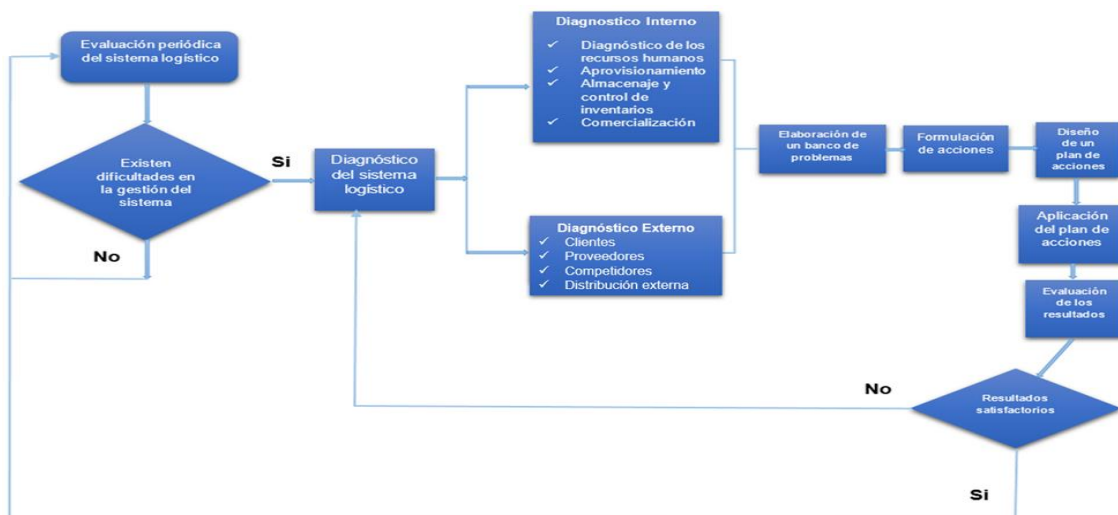 Evaluación periódica
del sistema logístico
Existen
dificultades en
la gestión del
sistema
Si
No
Diagnóstico
del sistema
logístico
Diagnostico Interno
✓ Diagnóstico de los
recursos humanos
✓ Aprovisionamiento
✓ Almacenaje y
control de
inventarios
✓ Comercialización
Diagnóstico Externo
✓ Clientes
✓ Proveedores
✓ Competidores
✓ Distribución externa
Elaboración de
un banco de
problemas
Formulación
de acciones
Diseño
de un
plan de
acciones
Aplicación
del plan de
acciones
Evaluación
de los
resultados
Resultados
satisfactorios
No
Si